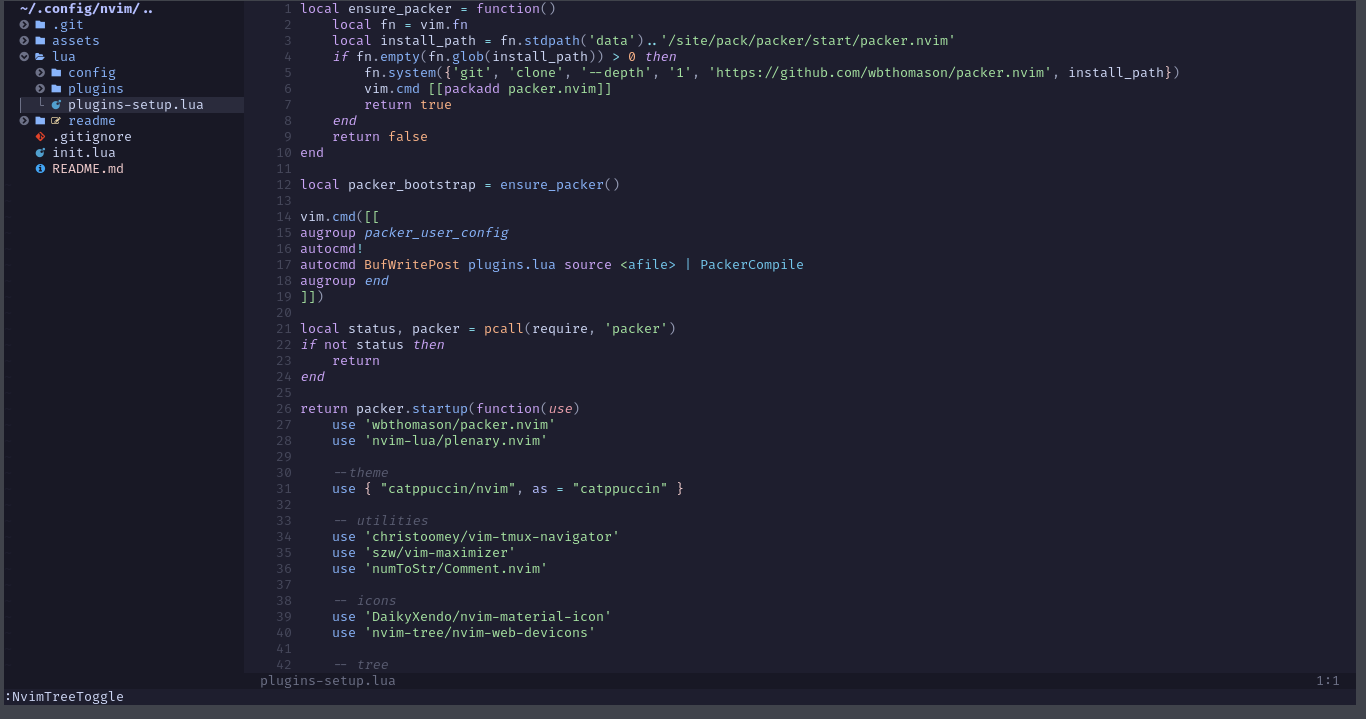 ~/.config/nvim/..
.git
assets
lua
config
plugins
plugins-setup.lua
readme
.gitignore
init.lua
README.md
1 local ensure_packer = function()
2     local fn = vim.fn
3     local install_path = fn.stdpath('data')..'/site/pack/packer/start/packer.nvim'
4     if fn.empty(fn.glob(install_path)) > 0 then
5         fn.system({'git', 'clone', '--depth', '1', 'https://github.com/wbthomason/packer.nvim', install_path})
6         vim.cmd [[packadd packer.nvim]]
7         return true
8     end
9     return false
10 end
11
12 local packer_bootstrap = ensure_packer()
13
14 vim.cmd([[
15 augroup packer_user_config
16 autocmd!
17 autocmd BufWritePost plugins.lua source <afile> | PackerCompile
18 augroup end
19 ]])
20
21 local status, packer = pcall(require, 'packer')
22 if not status then
23     return
24 end
25
26 return packer.startup(function(use)
27     use 'wbthomason/packer.nvim'
28     use 'nvim-lua/plenary.nvim'
29
30     --theme
31     use { "catppuccin/nvim", as = "catppuccin" }
32
33     -- utilities
34     use 'christoomey/vim-tmux-navigator'
35     use 'szw/vim-maximizer'
36     use 'numToStr/Comment.nvim'
37
38     -- icons
39     use 'DaikyXendo/nvim-material-icon'
40     use 'nvim-tree/nvim-web-devicons'
41
42     -- tree
plugins-setup.lua 1:1
:NvimTreeToggle